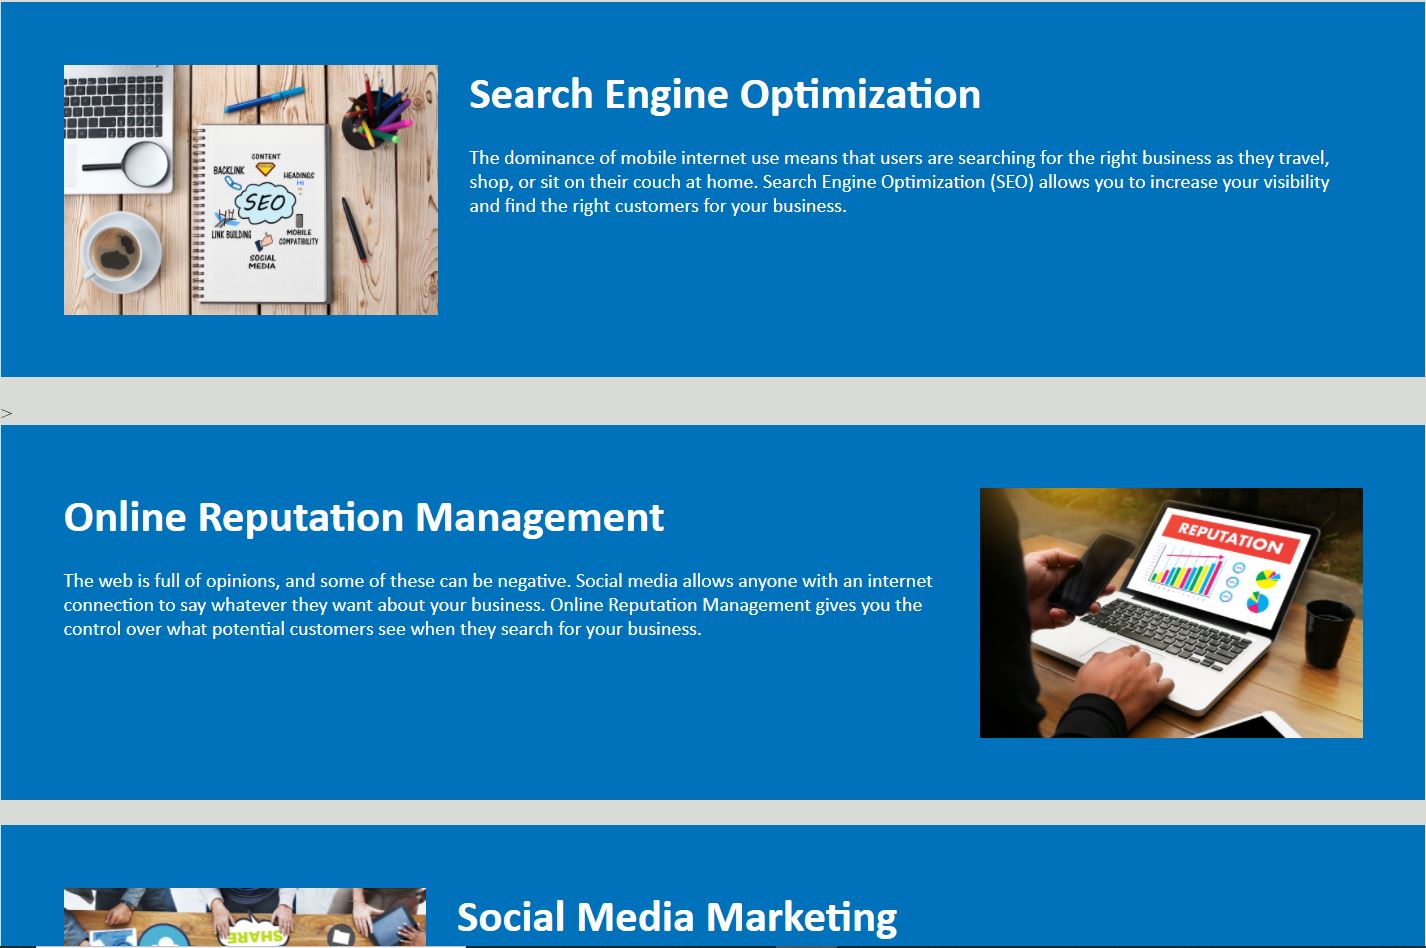 Search Engine Optimization
The dominance of mobile internet use means that users are searching for the right business as they travel,
shop, or sit on their couch at home. Search Engine Optimization (SEO) allows you to increase your visibility
and find the right customers for your business.
CONTENT
BACKLINK
HEADINGS
H1
SEO
LINK BUILDING
MOBILE
COMPATIBILITY
SOCIAL
MEDIA
>
Online Reputation Management
The web is full of opinions, and some of these can be negative. Social media allows anyone with an internet
connection to say whatever they want about your business. Online Reputation Management gives you the
control over what potential customers see when they search for your business.
REPUTATION
Social Media Marketing
SHARE